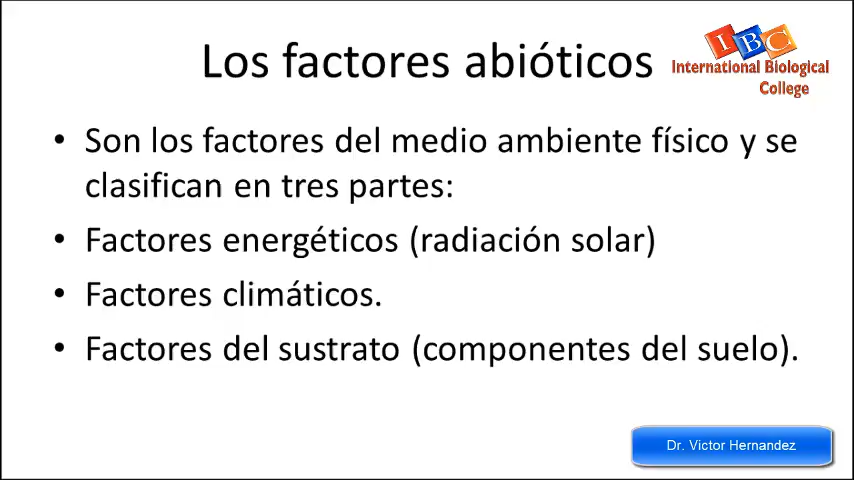 Los factores abióticos
IBC
International Biological
College
• Son los factores del medio ambiente físico y se
clasifican en tres partes:
• Factores energéticos (radiación solar)
• Factores climáticos.
• Factores del sustrato (componentes del suelo).
Dr. Victor Hernandez